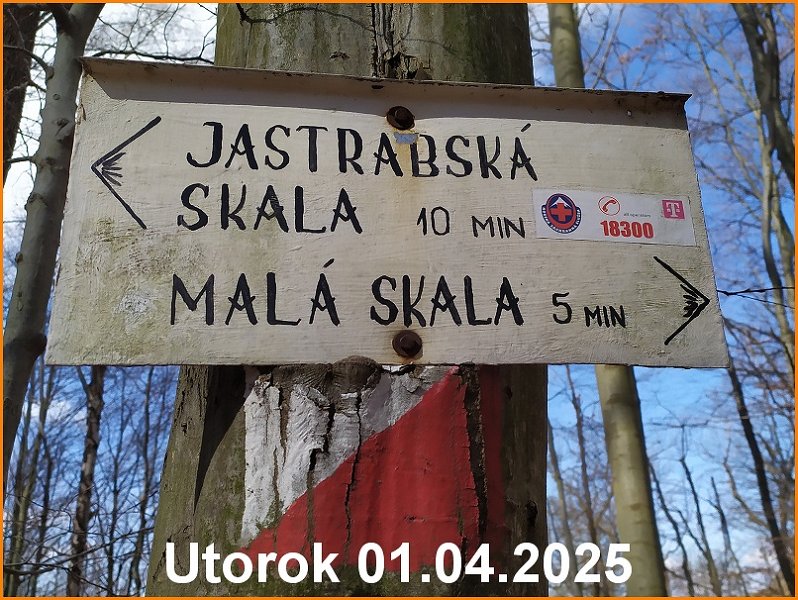 JASTRABSKÁ
SKALA 10 MIN
18300
MALÁ SKALA 5 MIN
Utorok 01.04.2025